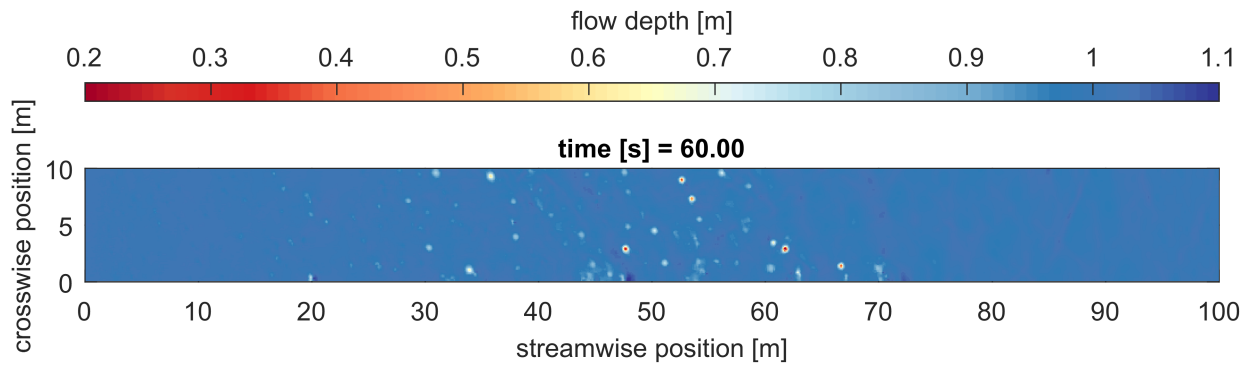 flow depth [m]
0.2 0.3 0.4 0.5 0.6 0.7 0.8 0.9 1 1.1
time [s] = 60.00
crosswise position [m]
10
5
0
0 10 20 30 40 50 60 70 80 90 100
streamwise position [m]